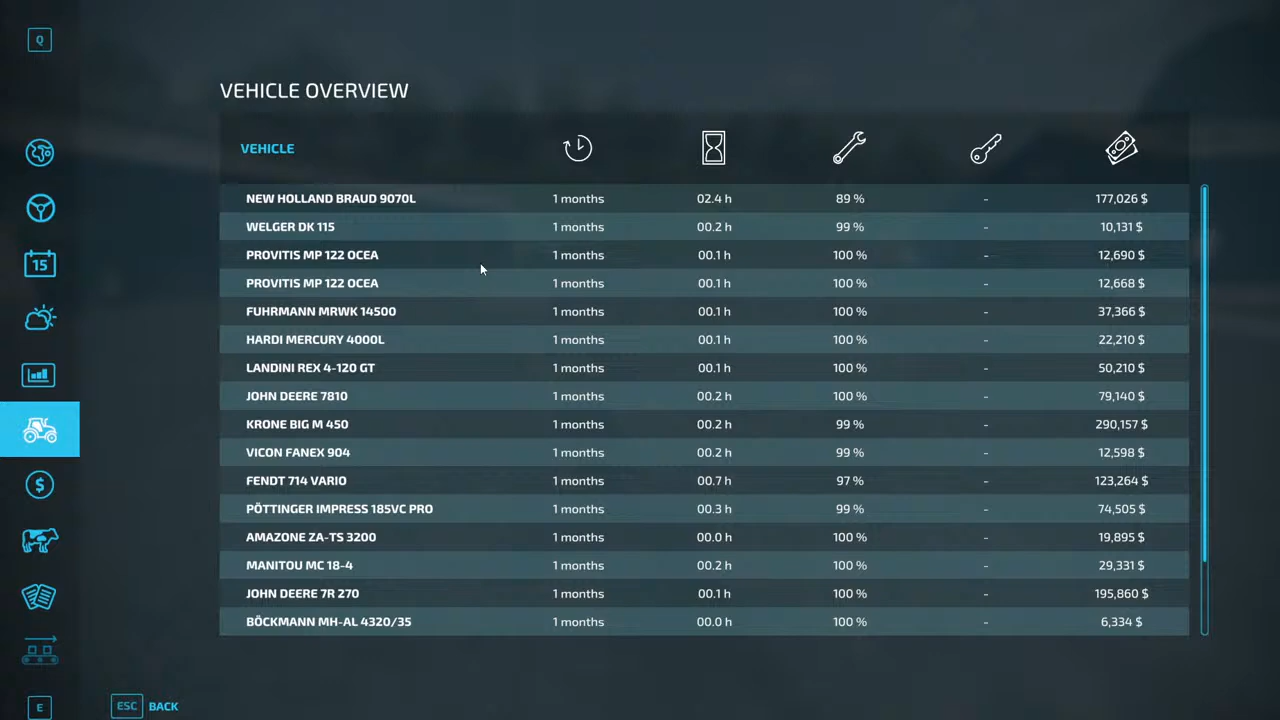 Q
VEHICLE OVERVIEW
VEHICLE
NEW HOLLAND BRAUD 9070L 1 months 02.4 h 89 % - 177,026 $
WELGER DK 115 1 months 00.2 h 99 % - 10,131 $
PROVITIS MP 122 OCEA 1 months 00.1 h 100 % - 12,690 $
PROVITIS MP 122 OCEA 1 months 00.1 h 100 % - 12,668 $
FUHRMANN MRWK 14500 1 months 00.1 h 100 % - 37,366 $
HARDI MERCURY 4000L 1 months 00.1 h 100 % - 22,210 $
LANDINI REX 4-120 GT 1 months 00.1 h 100 % - 50,210 $
JOHN DEERE 7810 1 months 00.2 h 100 % - 79,140 $
KRONE BIG M 450 1 months 00.2 h 99 % - 290,157 $
VICON FANEX 904 1 months 00.2 h 99 % - 12,598 $
FENDT 714 VARIO 1 months 00.7 h 97 % - 123,264 $
PÖTTINGER IMPRESS 185VC PRO 1 months 00.3 h 99 % - 74,505 $
AMAZONE ZA-TS 3200 1 months 00.0 h 100 % - 19,895 $
MANITOU MC 18-4 1 months 00.2 h 100 % - 29,331 $
JOHN DEERE 7R 270 1 months 00.1 h 100 % - 195,860 $
BÖCKMANN MH-AL 4320/35 1 months 00.0 h 100 % - 6,334 $
15
$
E
ESC BACK